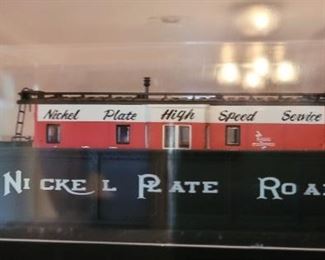 Nickel Plate High Speed Service
NICKEL PLATE ROA